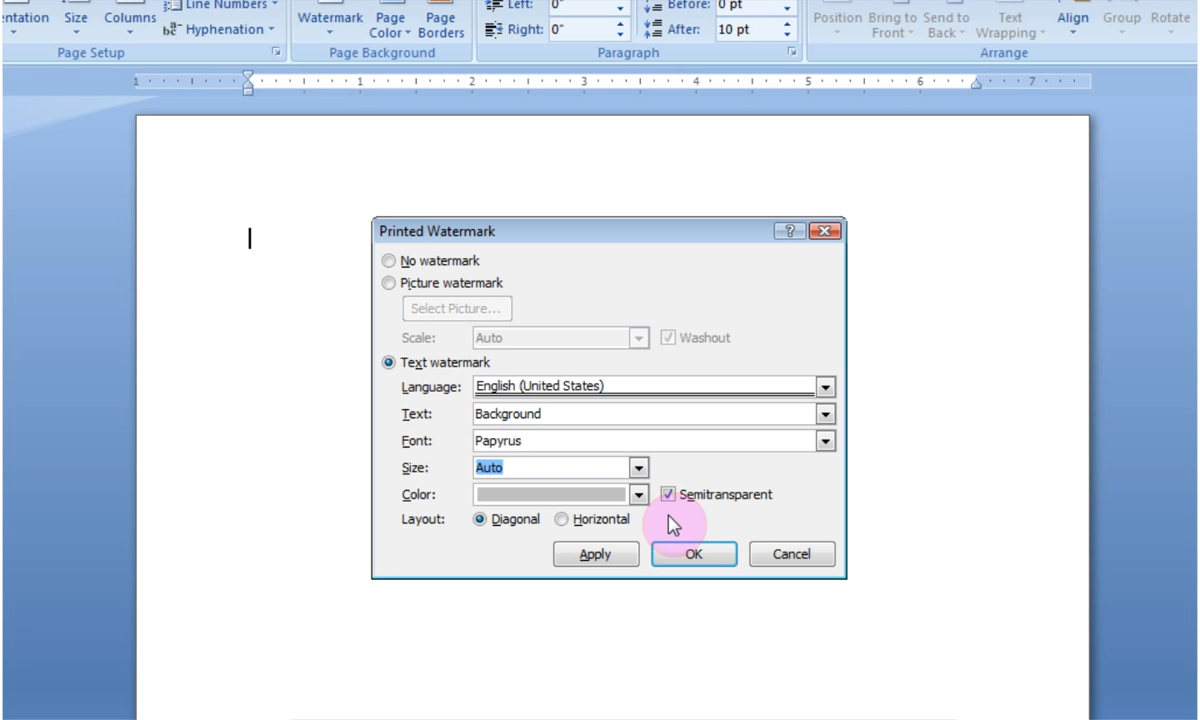 Line Numbers
Left: 0"
Before: 0 pt
entation Size Columns
Hyphenation
Watermark Page Color Page Borders
Right: 0"
After: 10 pt
Position Bring to Front Send to Back Text Wrapping Align Group Rotate
Page Setup
Page Background
Paragraph
Arrange
1 1 2 3 4 5 6 7
Printed Watermark
No watermark
Picture watermark
Select Picture...
Scale: Auto Washout
Text watermark
Language: English (United States)
Text: Background
Font: Papyrus
Size: Auto
Color: Semitransparent
Layout: Diagonal Horizontal
Apply OK Cancel